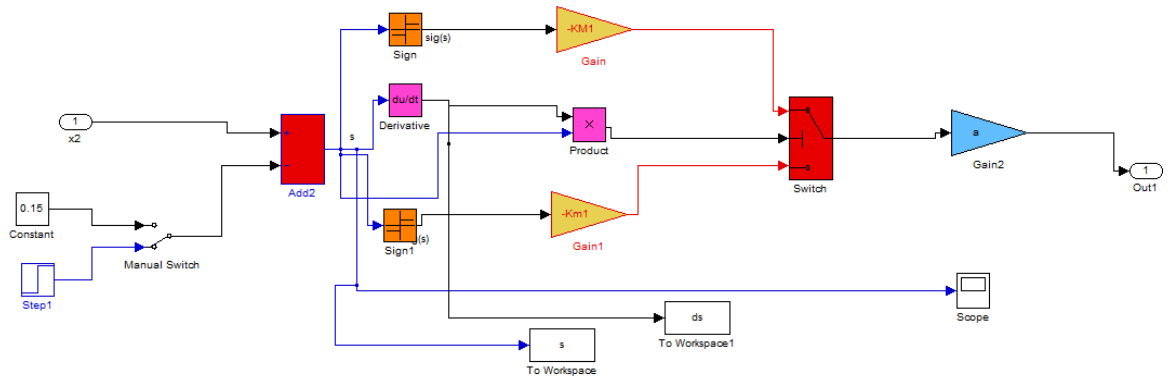 -KM1
Sign
sig(s)
Gain
1
x2
+
-
Add2
s
du/dt
Derivative
×
Product
Switch
a
Gain2
1
Out1
0.15
Constant
Manual Switch
Step1
Sign1
g(s)
-Km1
Gain1
Scope
ds
To Workspace1
s
To Workspace